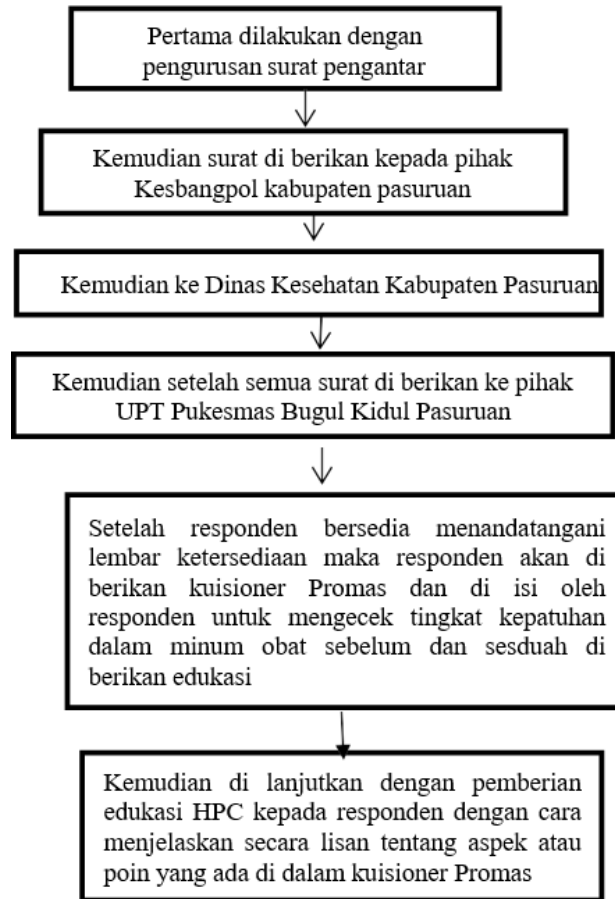 Pertama dilakukan dengan
pengurusan surat pengantar
Kemudian surat di berikan kepada pihak
Kesbangpol kabupaten pasuruan
Kemudian ke Dinas Kesehatan Kabupaten Pasuruan
Kemudian setelah semua surat di berikan ke pihak
UPT Pukesmas Bugul Kidul Pasuruan
Setelah responden bersedia menandatangani
lembar ketersediaan maka responden akan di
berikan kuisioner Promas dan di isi oleh
responden untuk mengecek tingkat kepatuhan
dalam minum obat sebelum dan sesduah di
berikan edukasi
Kemudian di lanjutkan dengan pemberian
edukasi HPC kepada responden dengan cara
menjelaskan secara lisan tentang aspek atau
poin yang ada di dalam kuisioner Promas